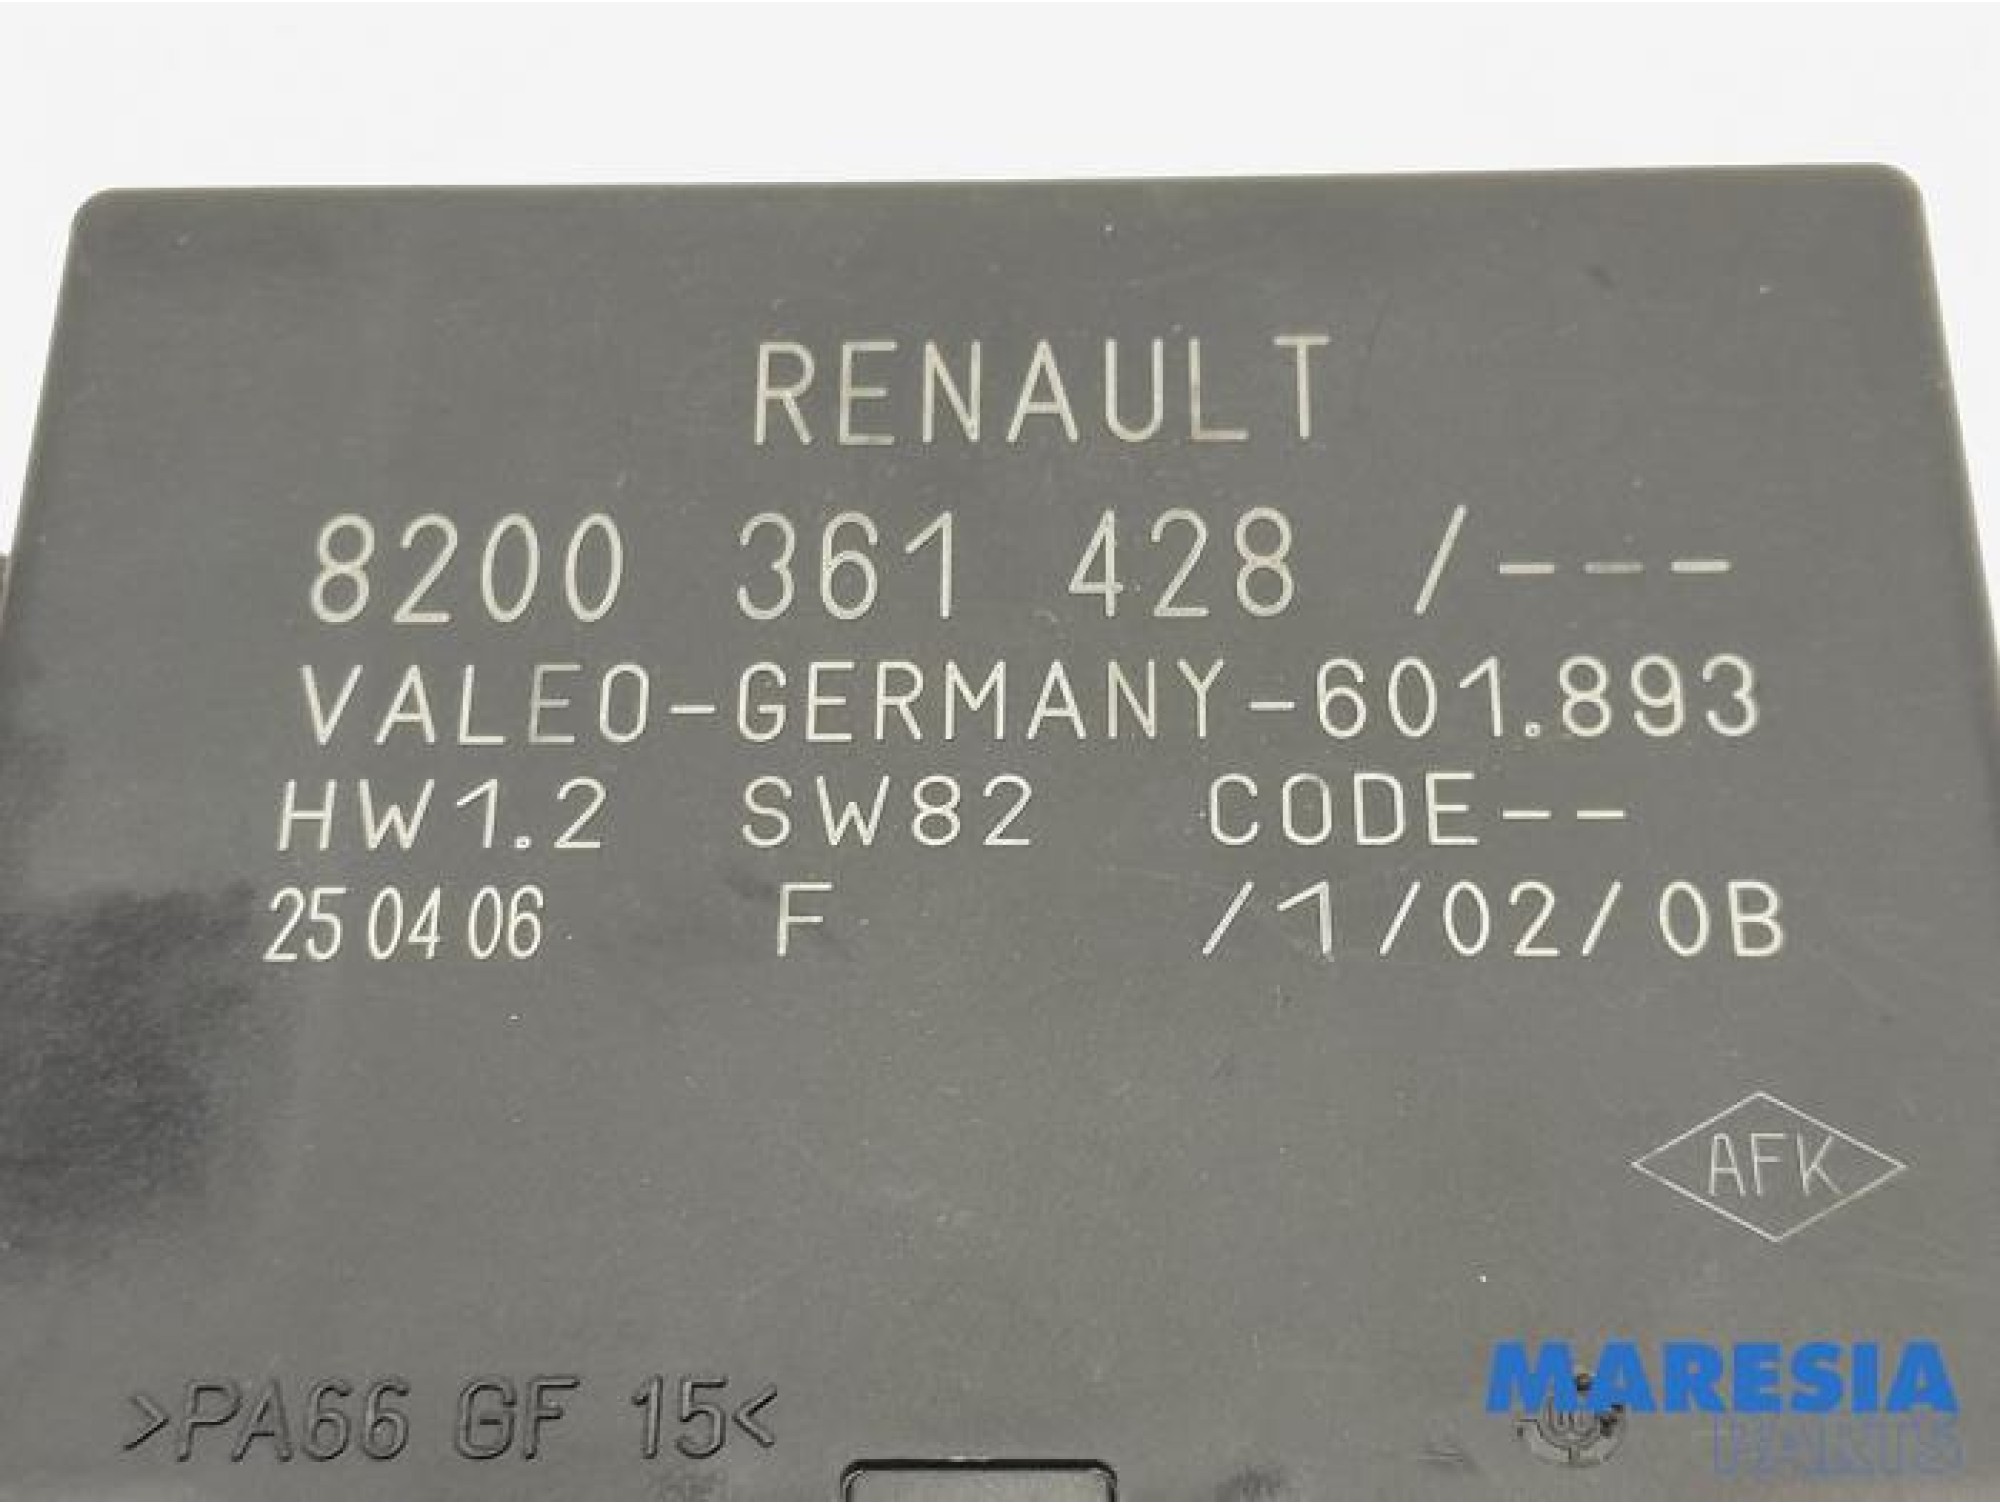 RENAULT
8200 361 428 /---
VALEO-GERMANY-601.893
HW1.2 SW82 CODE--
25 04 06 F /1/02/0B
AFK
>PA66 GF 15<
MARESIA
PARTS